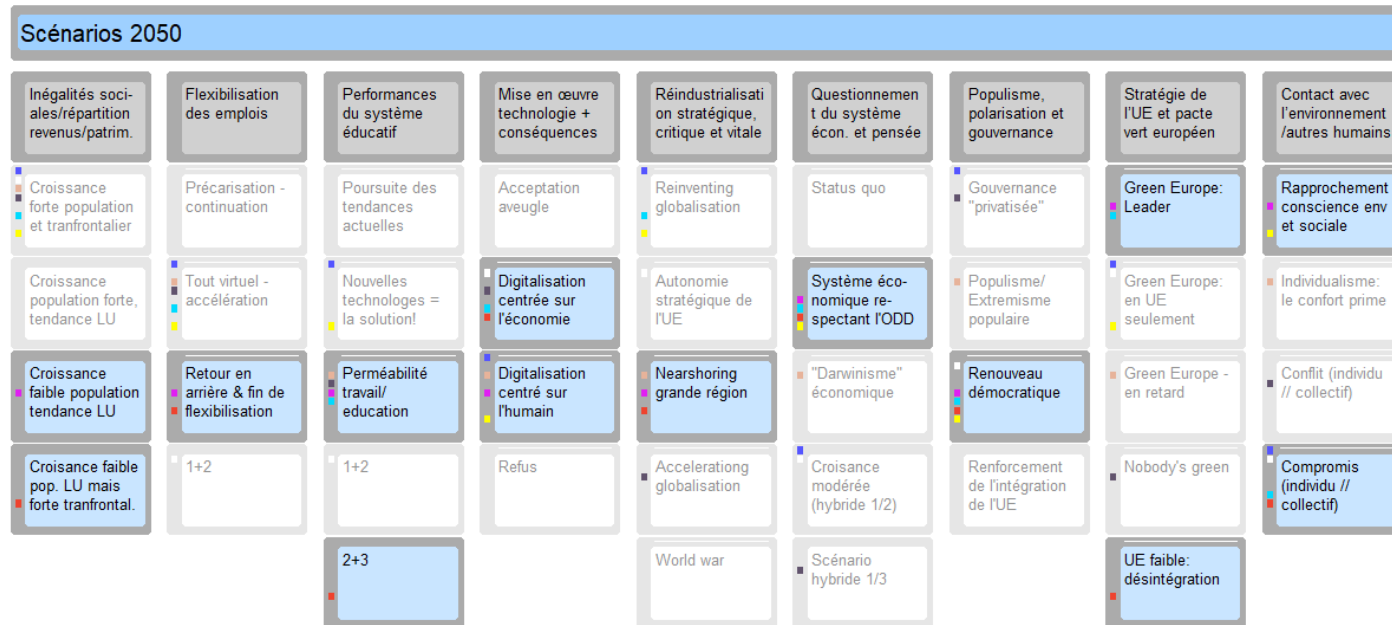 Scénarios 2050
Inégalités soci-
ales/répartition
revenus/patrim.
Flexibilisation
des emplois
Performances
du système
éducatif
Mise en œuvre
technologie +
conséquences
Réindustrialisati
on stratégique,
critique et vitale
Questionnemen
t du système
écon. et pensée
Populisme,
polarisation et
gouvernance
Stratégie de
l'UE et pacte
vert européen
Contact avec
l'environnement
/autres humains
Croissance
forte population
et tranfrontalier
Précarisation -
continuation
Poursuite des
tendances
actuelles
Acceptation
aveugle
Reinventing
globalisation
Status quo
Gouvernance
"privatisée"
Green Europe:
Leader
Rapprochement
conscience env
et sociale
Croissance
population forte,
tendance LU
Tout virtuel -
accélération
Nouvelles
technologes =
la solution!
Digitalisation
centrée sur
l'économie
Autonomie
stratégique de
l'UE
Système éco-
nomique re-
spectant l'ODD
Populisme/
Extremisme
populaire
Green Europe:
en UE
seulement
Individualisme:
le confort prime
Croissance
faible population
tendance LU
Retour en
arrière & fin de
flexibilisation
Perméabilité
travail/
education
Digitalisation
centré sur
l'humain
Nearshoring
grande région
"Darwinisme"
économique
Renouveau
démocratique
Green Europe -
en retard
Conflit (individu
// collectif)
Croisance faible
pop. LU mais
forte tranfrontal.
1+2
1+2
Refus
Accelerationg
globalisation
Croisance
modérée
(hybride 1/2)
Renforcement
de l'intégration
de l'UE
Nobody's green
Compromis
(individu //
collectif)
2+3
World war
Scénario
hybride 1/3
UE faible:
désintégration